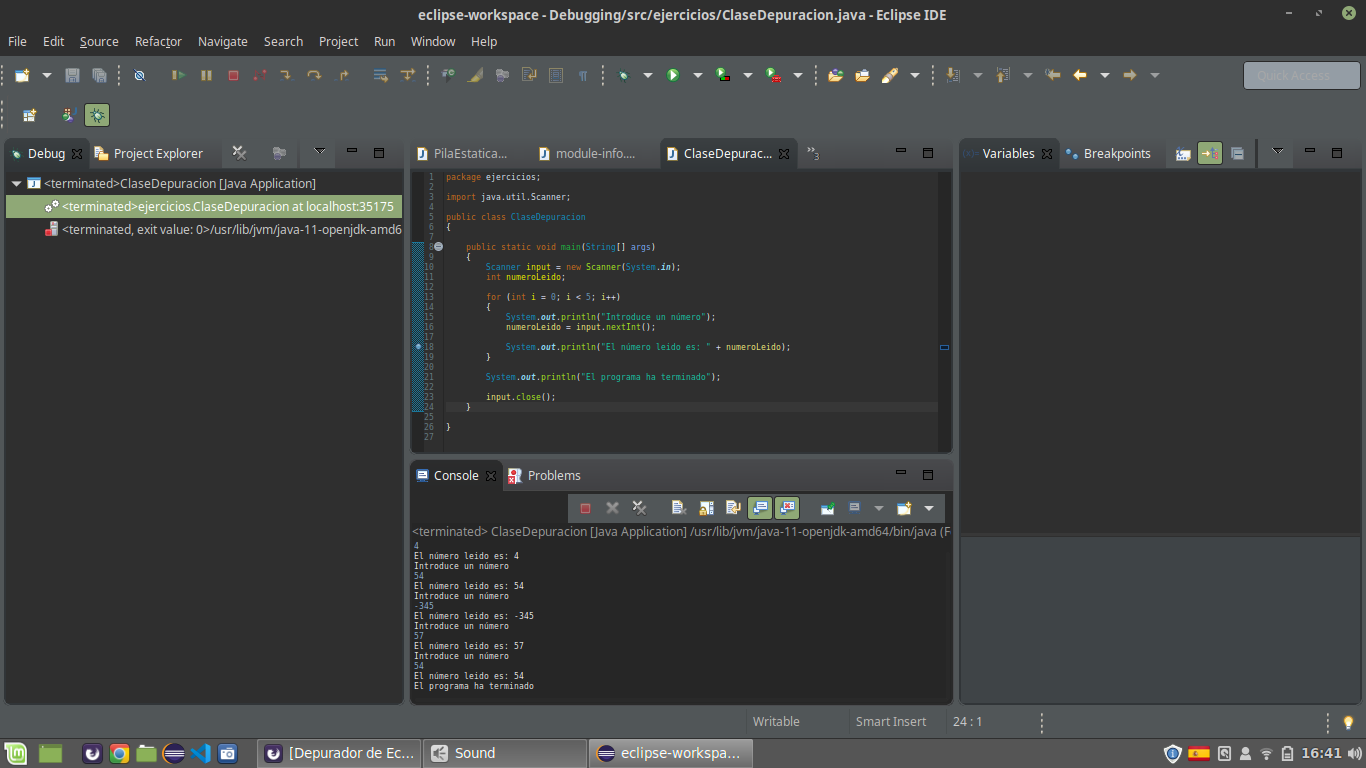 eclipse-workspace - Debugging/src/ejercicios/ClaseDepuracion.java - Eclipse IDE
File Edit Source Refactor Navigate Search Project Run Window Help
Quick Access
Debug Project Explorer
<terminated>ClaseDepuracion [Java Application]
<terminated>ejercicios.ClaseDepuracion at localhost:35175
<terminated, exit value: 0>/usr/lib/jvm/java-11-openjdk-amd6
PilaEstatica... module-info.... ClaseDepurac... »3
1 package ejercicios;
2
3 import java.util.Scanner;
4
5 public class ClaseDepuracion
6 {
7
8 public static void main(String[] args)
9 {
10 Scanner input = new Scanner(System.in);
11 int numeroLeido;
12
13 for (int i = 0; i < 5; i++)
14 {
15 System.out.println("Introduce un número");
16 numeroLeido = input.nextInt();
17
18 System.out.println("El número leido es: " + numeroLeido);
19 }
20
21 System.out.println("El programa ha terminado");
22
23 input.close();
24 }
25
26 }
27
Variables Breakpoints
Console Problems
<terminated> ClaseDepuracion [Java Application] /usr/lib/jvm/java-11-openjdk-amd64/bin/java (F
4
El número leido es: 4
Introduce un número
54
El número leido es: 54
Introduce un número
-345
El número leido es: -345
Introduce un número
57
El número leido es: 57
Introduce un número
54
El número leido es: 54
El programa ha terminado
Writable Smart Insert 24 : 1
[Depurador de Ec... Sound eclipse-workspa... 16:41